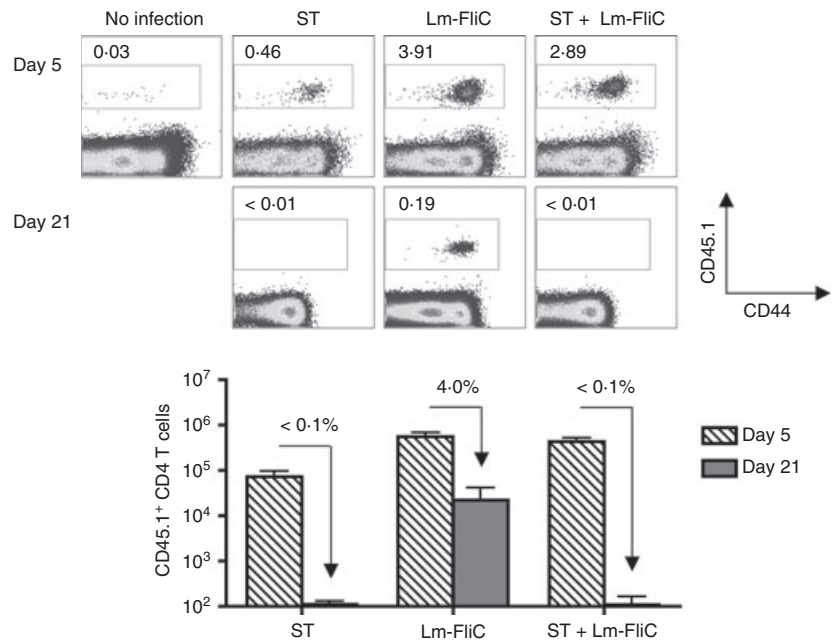 No infection ST Lm-FliC ST + Lm-FliC
Day 5
0·03 0·46 3·91 2·89
Day 21
< 0·01 0·19 < 0·01
CD45.1
CD44
CD45.1⁺ CD4 T cells
10⁷
10⁶
10⁵
10⁴
10³
10²
< 0·1% 4·0% < 0·1%
Day 5
Day 21
ST Lm-FliC ST + Lm-FliC